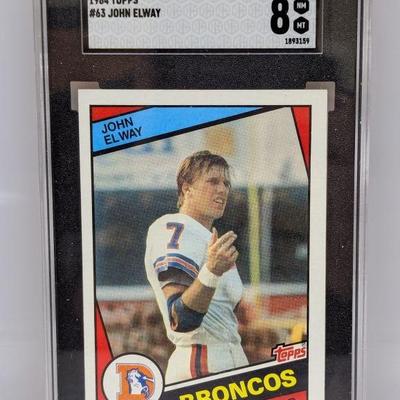 1984 TOPPS
#63 JOHN ELWAY
8
NM
MT
1893159
JOHN
ELWAY
7
TOPPS
D
BRONCOS